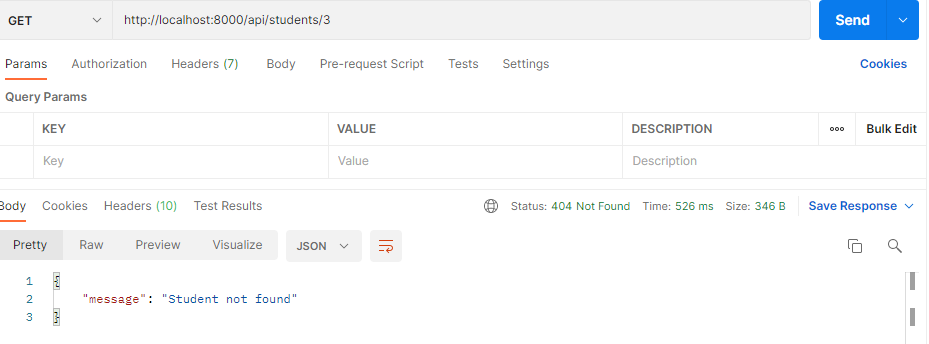 GET http://localhost:8000/api/students/3 Send
Params Authorization Headers (7) Body Pre-request Script Tests Settings Cookies
Query Params
KEY VALUE DESCRIPTION ooo Bulk Edit
Key Value Description
Body Cookies Headers (10) Test Results Status: 404 Not Found Time: 526 ms Size: 346 B Save Response
Pretty Raw Preview Visualize JSON
1 {
2 "message": "Student not found"
3 }